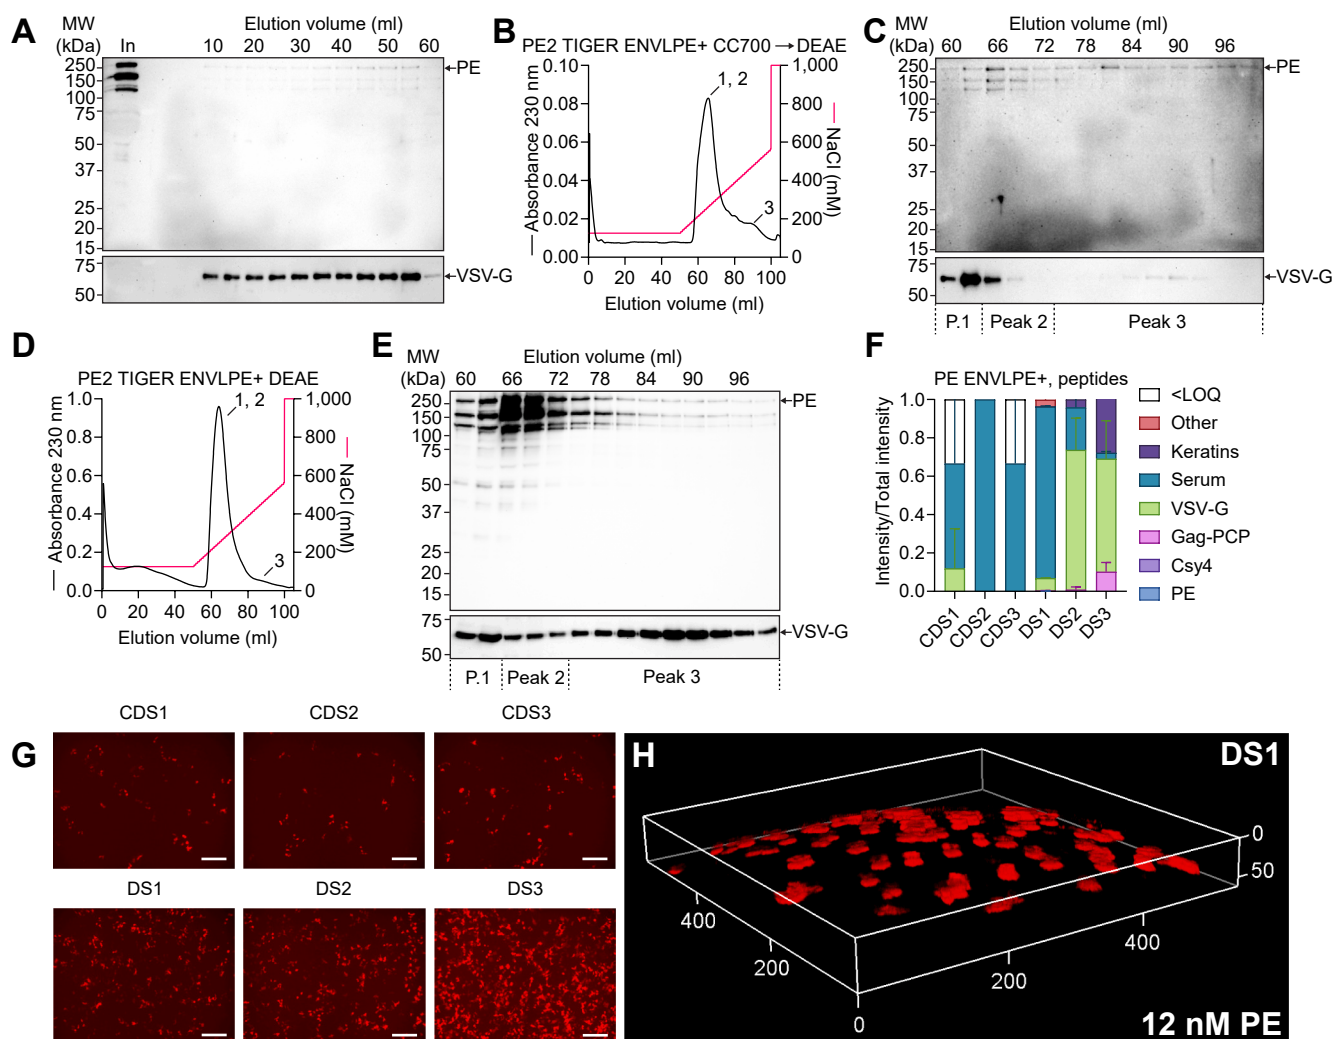 A
MW
(kDa)
In
Elution volume (ml)
10 20 30 40 50 60
250
150
100
75
50
37
25
20
15
PE
75
50
VSV-G
B
PE2 TIGER ENVLPE+ CC700 → DEAE
Absorbance 230 nm
0.10
0.08
0.06
0.04
0.02
0.00
1, 2
3
1,000
800
600
400
200
0
NaCl (mM)
0 20 40 60 80 100
Elution volume (ml)
C
MW
(kDa)
Elution volume (ml)
60 66 72 78 84 90 96
250
150
100
75
50
37
25
20
15
PE
75
50
VSV-G
P.1 Peak 2 Peak 3
D
PE2 TIGER ENVLPE+ DEAE
Absorbance 230 nm
1.0
0.8
0.6
0.4
0.2
0.0
1, 2
3
1,000
800
600
400
200
0
NaCl (mM)
0 20 40 60 80 100
Elution volume (ml)
E
MW
(kDa)
Elution volume (ml)
60 66 72 78 84 90 96
250
150
100
75
50
37
25
20
15
PE
75
50
VSV-G
P.1 Peak 2 Peak 3
F
PE ENVLPE+, peptides
Intensity/Total intensity
1.0
0.8
0.6
0.4
0.2
0.0
CDS1 CDS2 CDS3 DS1 DS2 DS3
<LOQ
Other
Keratins
Serum
VSV-G
Gag-PCP
Csy4
PE
G
CDS1 CDS2 CDS3
DS1 DS2 DS3
H
DS1
0
50
400
200
0
200
400
12 nM PE